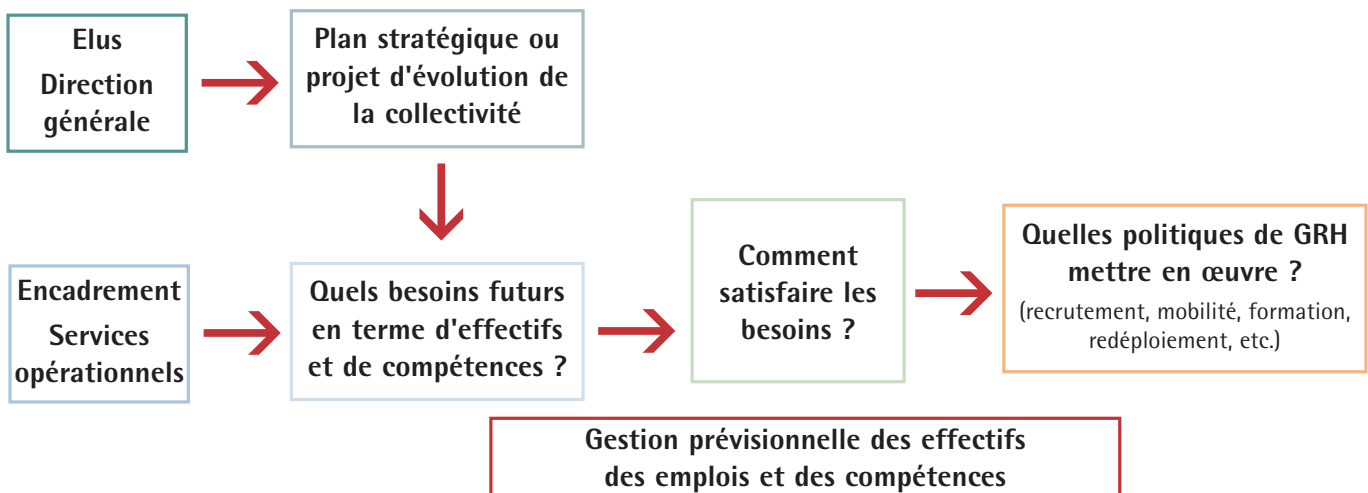 Elus
Direction
générale
Plan stratégique ou
projet d'évolution de
la collectivité
Encadrement
Services
opérationnels
Quels besoins futurs
en terme d'effectifs
et de compétences ?
Comment
satisfaire les
besoins ?
Quelles politiques de GRH
mettre en œuvre ?
(recrutement, mobilité, formation,
redéploiement, etc.)
Gestion prévisionnelle des effectifs
des emplois et des compétences